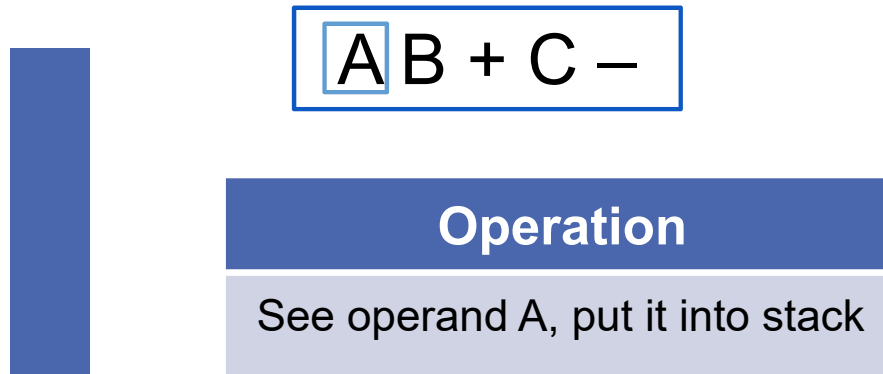 A B + C –
Operation
See operand A, put it into stack